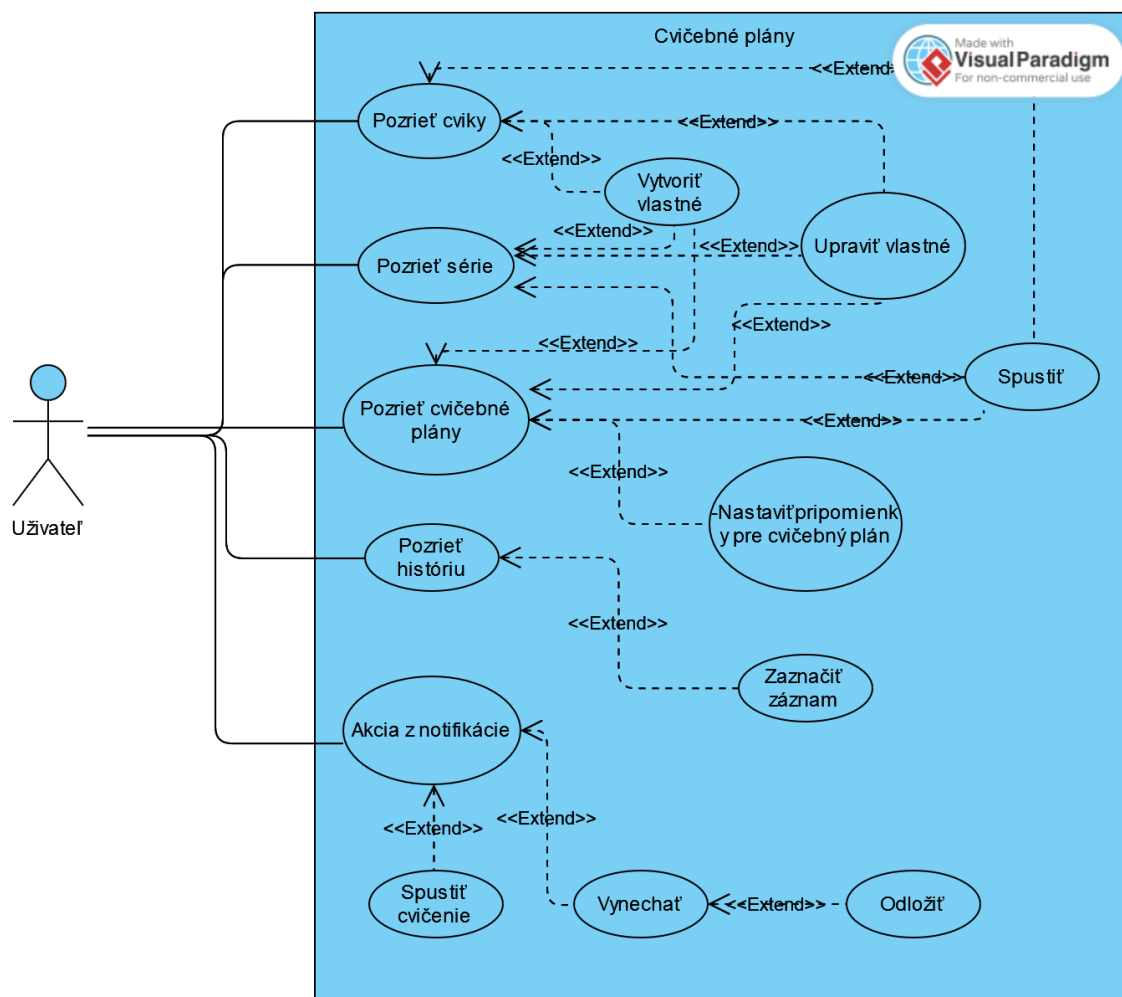 Cvičebné plány
Made with
Visual Paradigm
For non-commercial use
<<Extend>>
Pozrieť cviky
<<Extend>>
<<Extend>>
Vytvoriť
vlastné
<<Extend>>
<<Extend>>
Upraviť vlastné
Pozrieť série
<<Extend>>
<<Extend>>
<<Extend>>
Spustiť
Pozrieť cvičebné
plány
<<Extend>>
<<Extend>>
-Nastaviť pripomienk
y pre cvičebný plán
Uživateľ
Pozrieť
históriu
<<Extend>>
Zaznačiť
záznam
Akcia z notifikácie
<<Extend>>
<<Extend>>
Spustiť
cvičenie
Vynechať
<<Extend>>
Odložiť